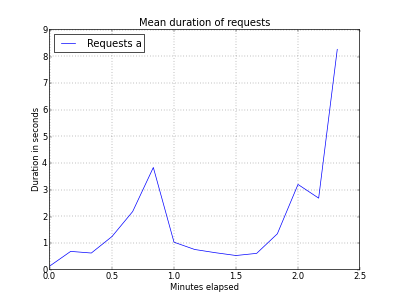 Mean duration of requests
9
Requests a
8
7
6
5
4
3
2
1
0
Duration in seconds
0.0 0.5 1.0 1.5 2.0 2.5
Minutes elapsed